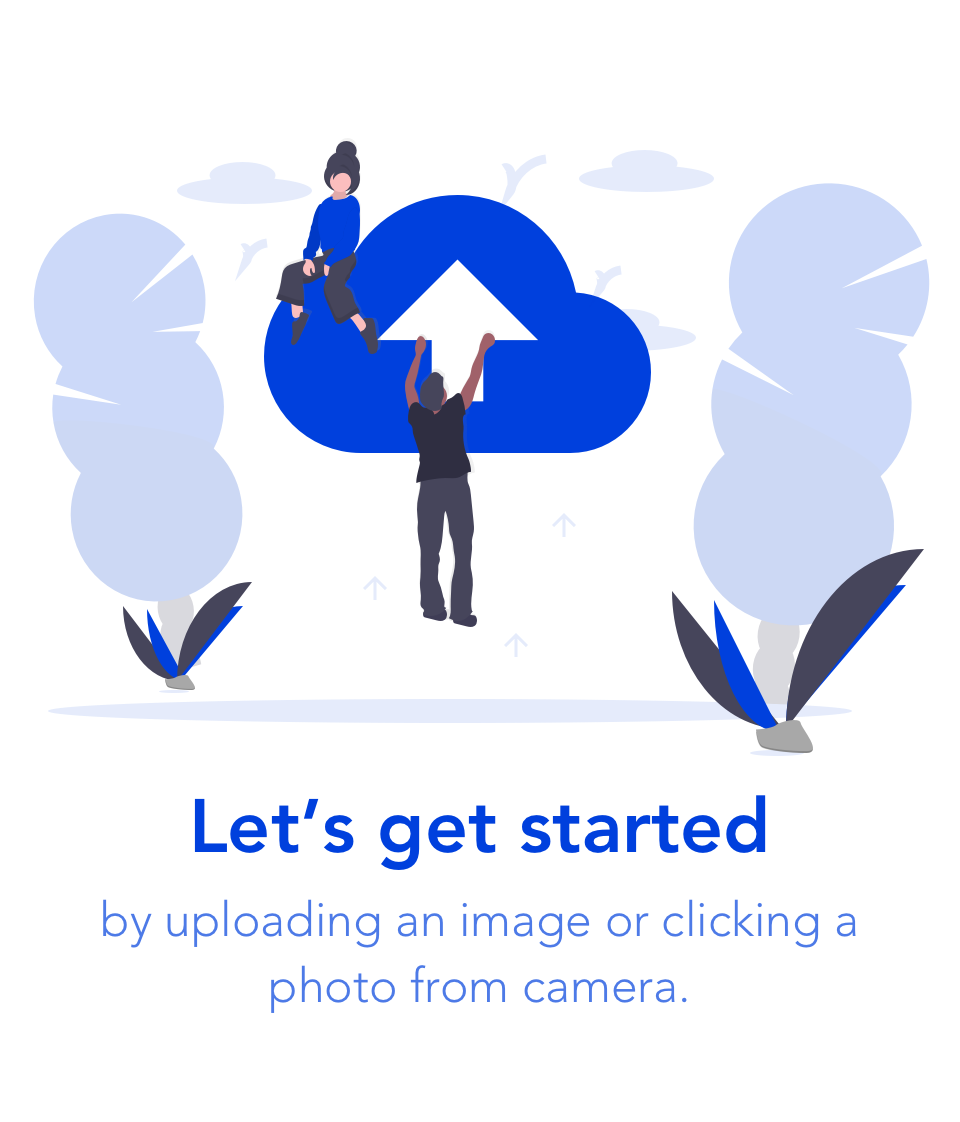 Let’s get started
by uploading an image or clicking a
photo from camera.